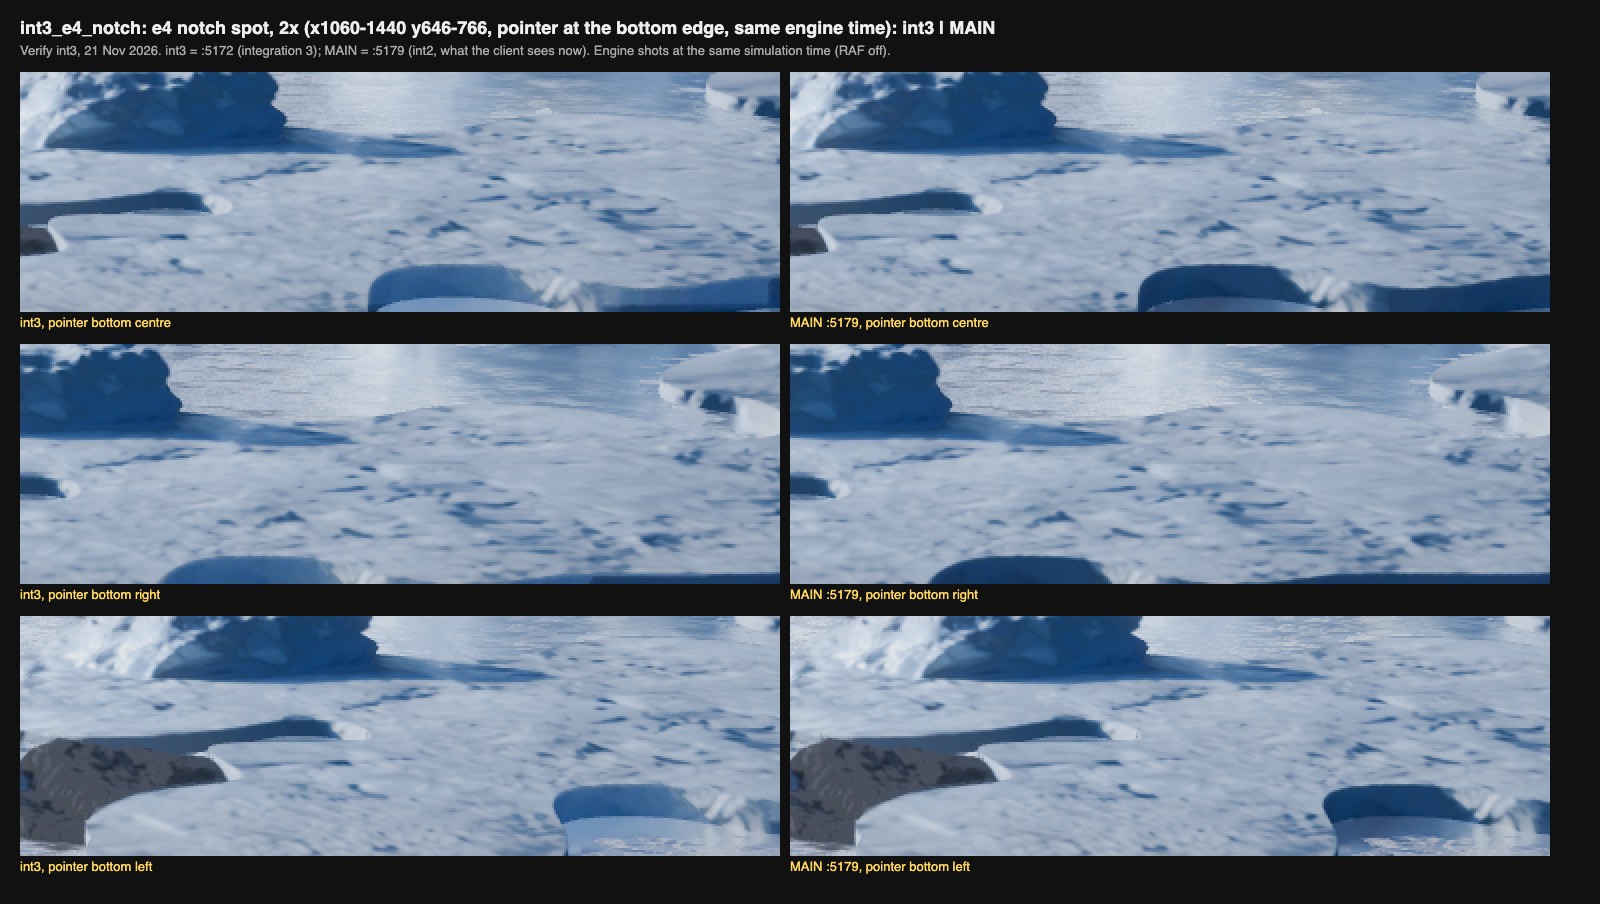 int3_e4_notch: e4 notch spot, 2x (x1060-1440 y646-766, pointer at the bottom edge, same engine time): int3 | MAIN
Verify int3, 21 Nov 2026. int3 = :5172 (integration 3); MAIN = :5179 (int2, what the client sees now). Engine shots at the same simulation time (RAF off).
int3, pointer bottom centre
MAIN :5179, pointer bottom centre
int3, pointer bottom right
MAIN :5179, pointer bottom right
int3, pointer bottom left
MAIN :5179, pointer bottom left